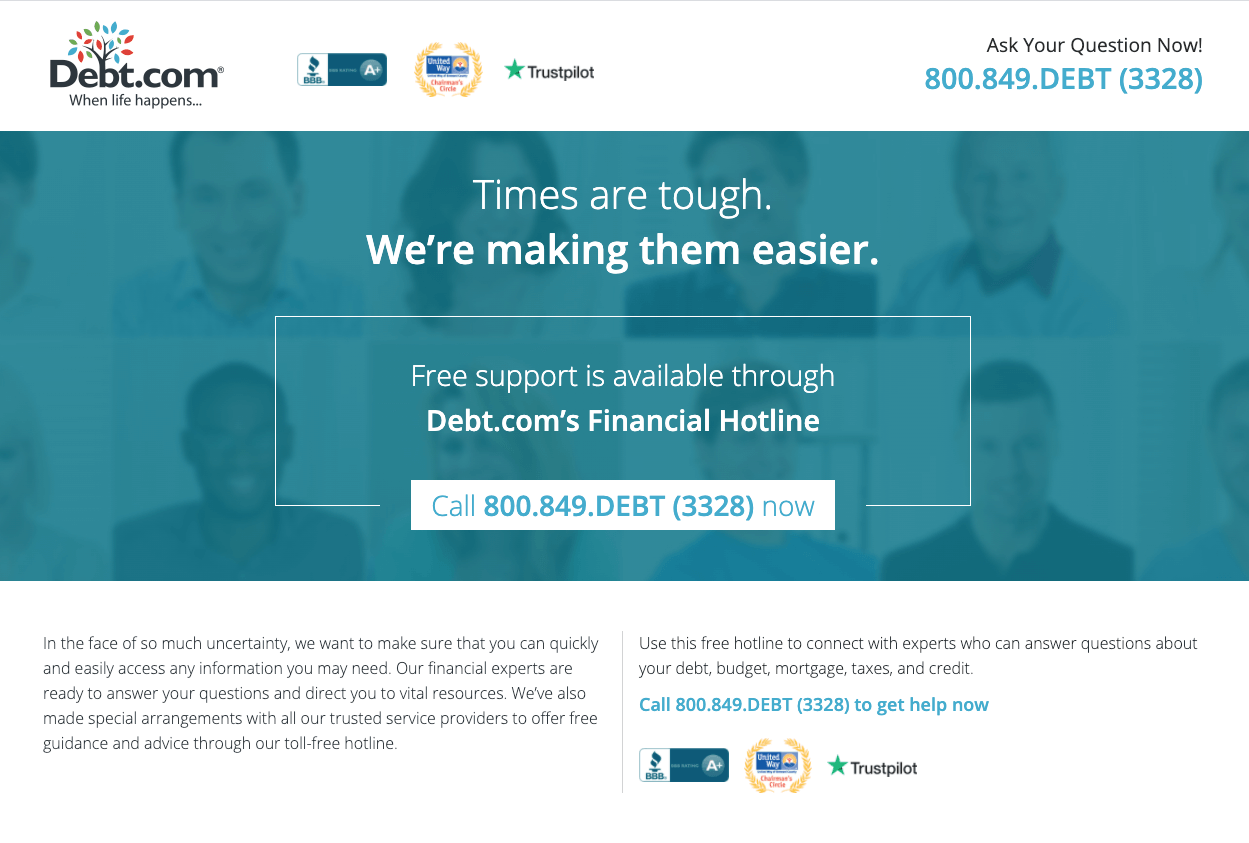 Debt.com®
When life happens...
BBB.
BBB RATING
A+
United
Way
Chairman's
Circle
Trustpilot
Ask Your Question Now!
800.849.DEBT (3328)
Times are tough.
We're making them easier.
Free support is available through
Debt.com's Financial Hotline
Call 800.849.DEBT (3328) now
In the face of so much uncertainty, we want to make sure that you can quickly
and easily access any information you may need. Our financial experts are
ready to answer your questions and direct you to vital resources. We've also
made special arrangements with all our trusted service providers to offer free
guidance and advice through our toll-free hotline.
Use this free hotline to connect with experts who can answer questions about
your debt, budget, mortgage, taxes, and credit.
Call 800.849.DEBT (3328) to get help now
BBB.
BBB RATING
A+
United
Way
Chairman's
Circle
Trustpilot